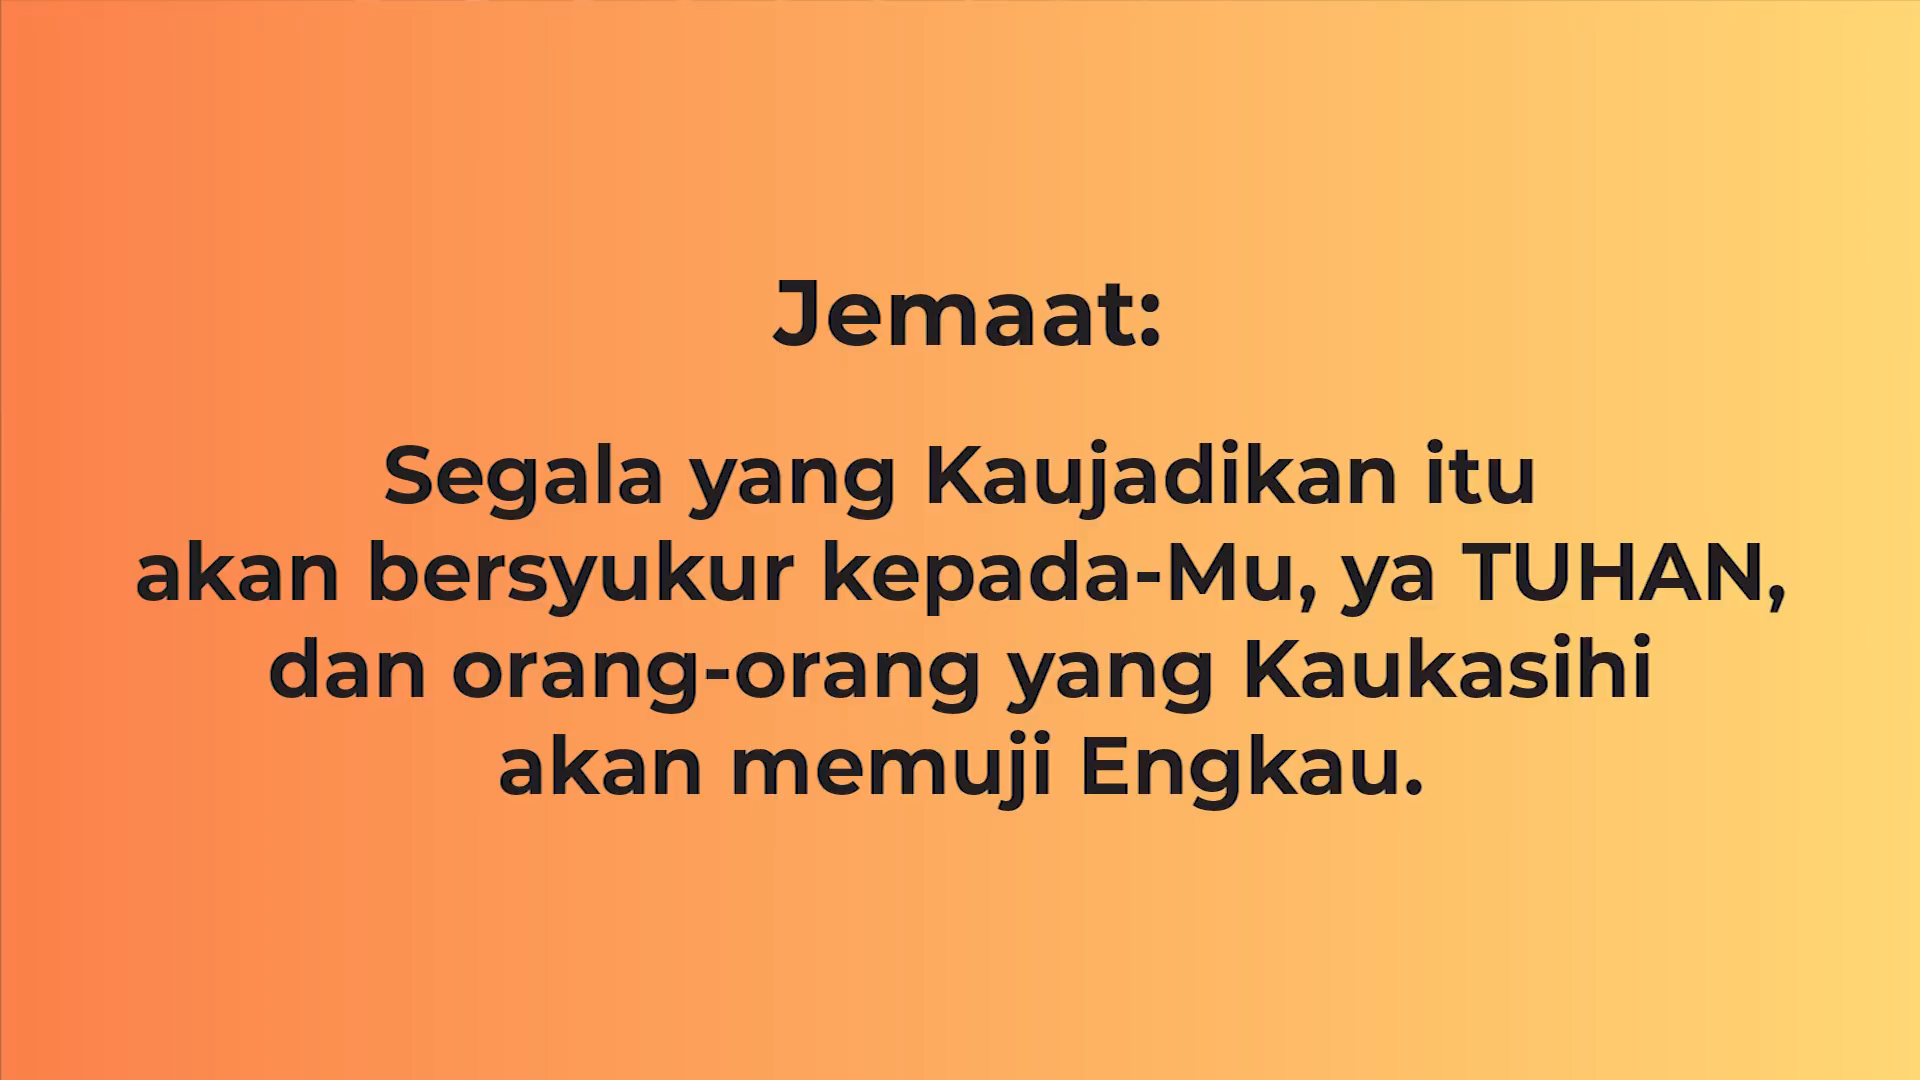 Jemaat:
Segala yang Kaujadikan itu
akan bersyukur kepada-Mu, ya TUHAN,
dan orang-orang yang Kaukasihi
akan memuji Engkau.